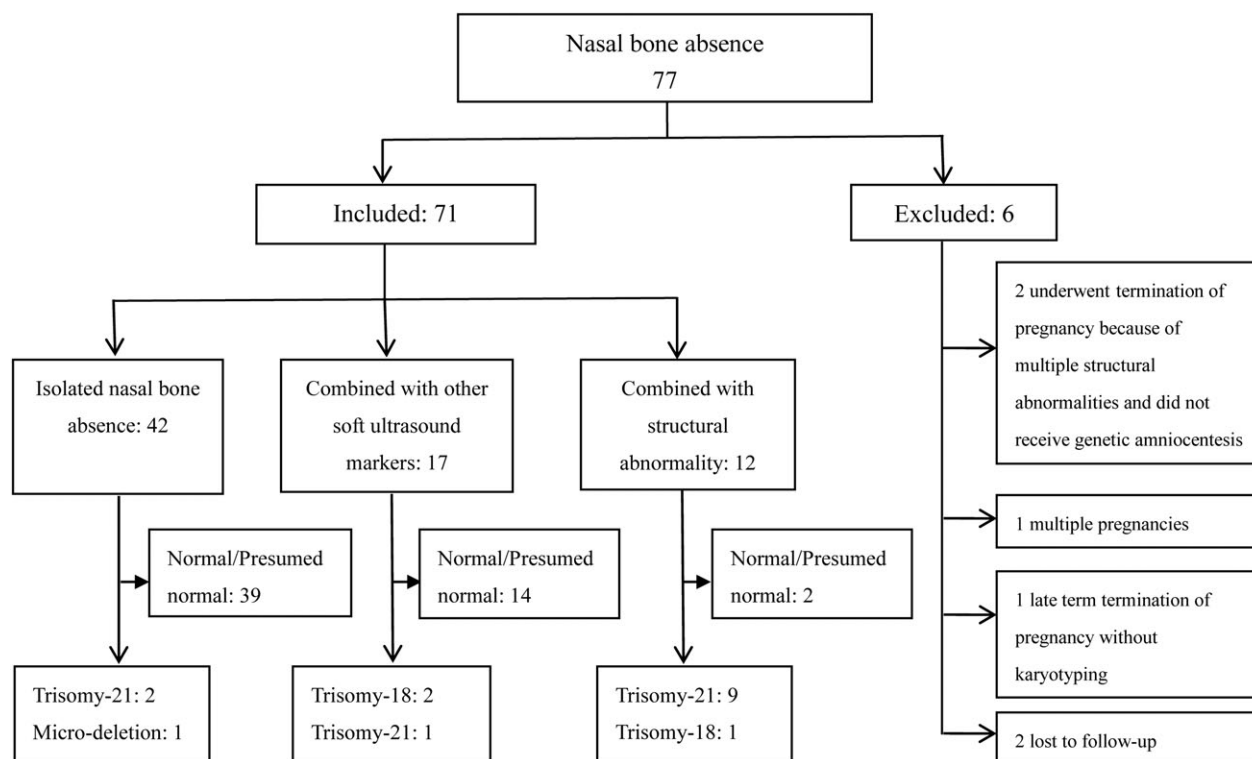 Nasal bone absence
77
Included: 71
Excluded: 6
Isolated nasal bone
absence: 42
Combined with other
soft ultrasound
markers: 17
Combined with
structural
abnormality: 12
2 underwent termination of
pregnancy because of
multiple structural
abnormalities and did not
receive genetic amniocentesis
1 multiple pregnancies
1 late term termination of
pregnancy without
karyotyping
2 lost to follow-up
Normal/Presumed
normal: 39
Normal/Presumed
normal: 14
Normal/Presumed
normal: 2
Trisomy-21: 2
Micro-deletion: 1
Trisomy-18: 2
Trisomy-21: 1
Trisomy-21: 9
Trisomy-18: 1